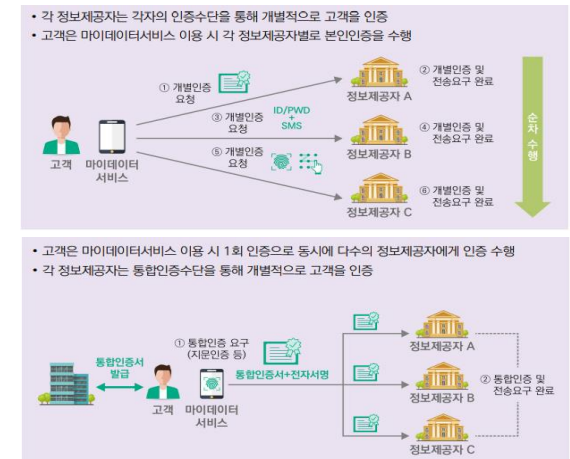 • 각 정보제공자는 각자의 인증수단을 통해 개별적으로 고객을 인증
• 고객은 마이데이터서비스 이용 시 각 정보제공자별로 본인인증을 수행
① 개별인증
요청
③ 개별인증
요청
ID/PWD
+
SMS
⑤ 개별인증
요청
고객
마이데이터
서비스
정보제공자 A
② 개별인증 및
전송요구 완료
정보제공자 B
④ 개별인증 및
전송요구 완료
정보제공자 C
⑥ 개별인증 및
전송요구 완료
순차 수행
• 고객은 마이데이터서비스 이용 시 1회 인증으로 동시에 다수의 정보제공자에게 인증 수행
• 각 정보제공자는 통합인증수단을 통해 개별적으로 고객을 인증
통합인증서
발급
① 통합인증 요구
(지문인증 등)
통합인증서+전자서명
고객
마이데이터
서비스
정보제공자 A
정보제공자 B
정보제공자 C
② 통합인증 및
전송요구 완료